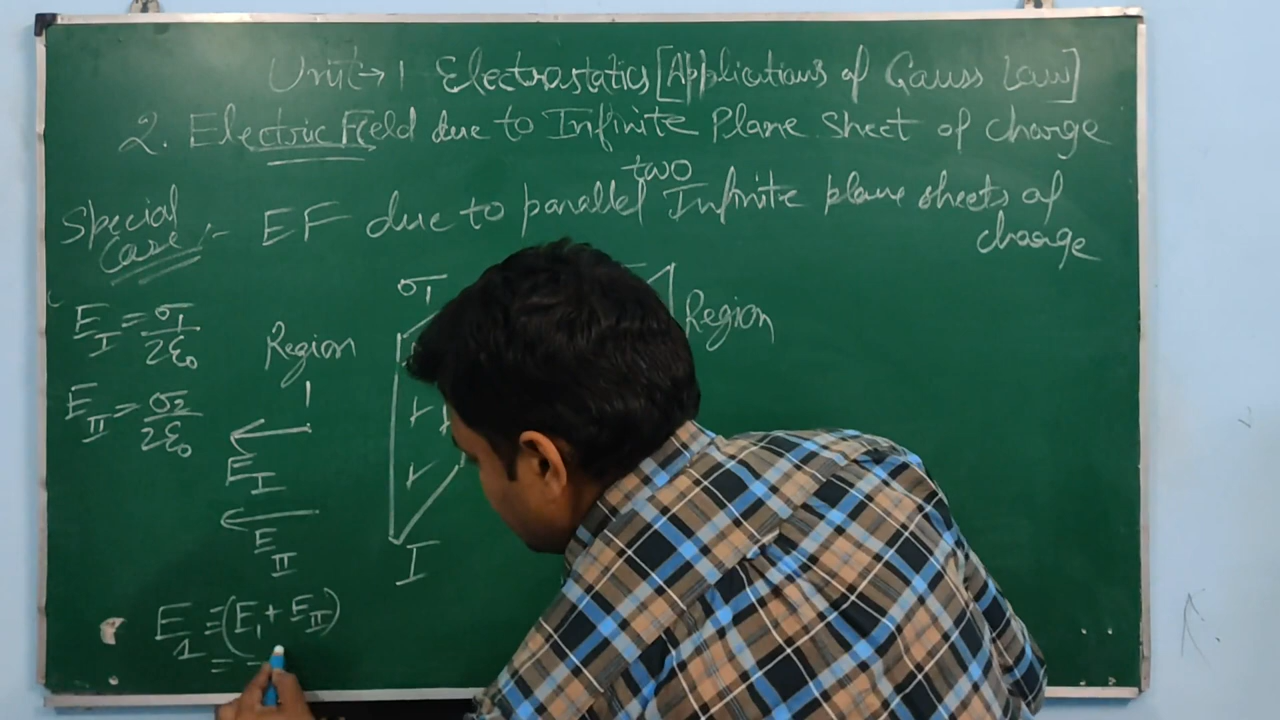 Unit → 1 Electrostatics [Applications of Gauss Law]
2. Electric Field due to Infinite Plane Sheet of charge
Special Case :- EF due to parallel two Infinite plane sheets of charge
σ1
E_I = σ1/2ε0
E_II = σ2/2ε0
Region 1
E_I
E_II
+ +
+
I
Region
E_1 = (E_1 + E_II)
= -